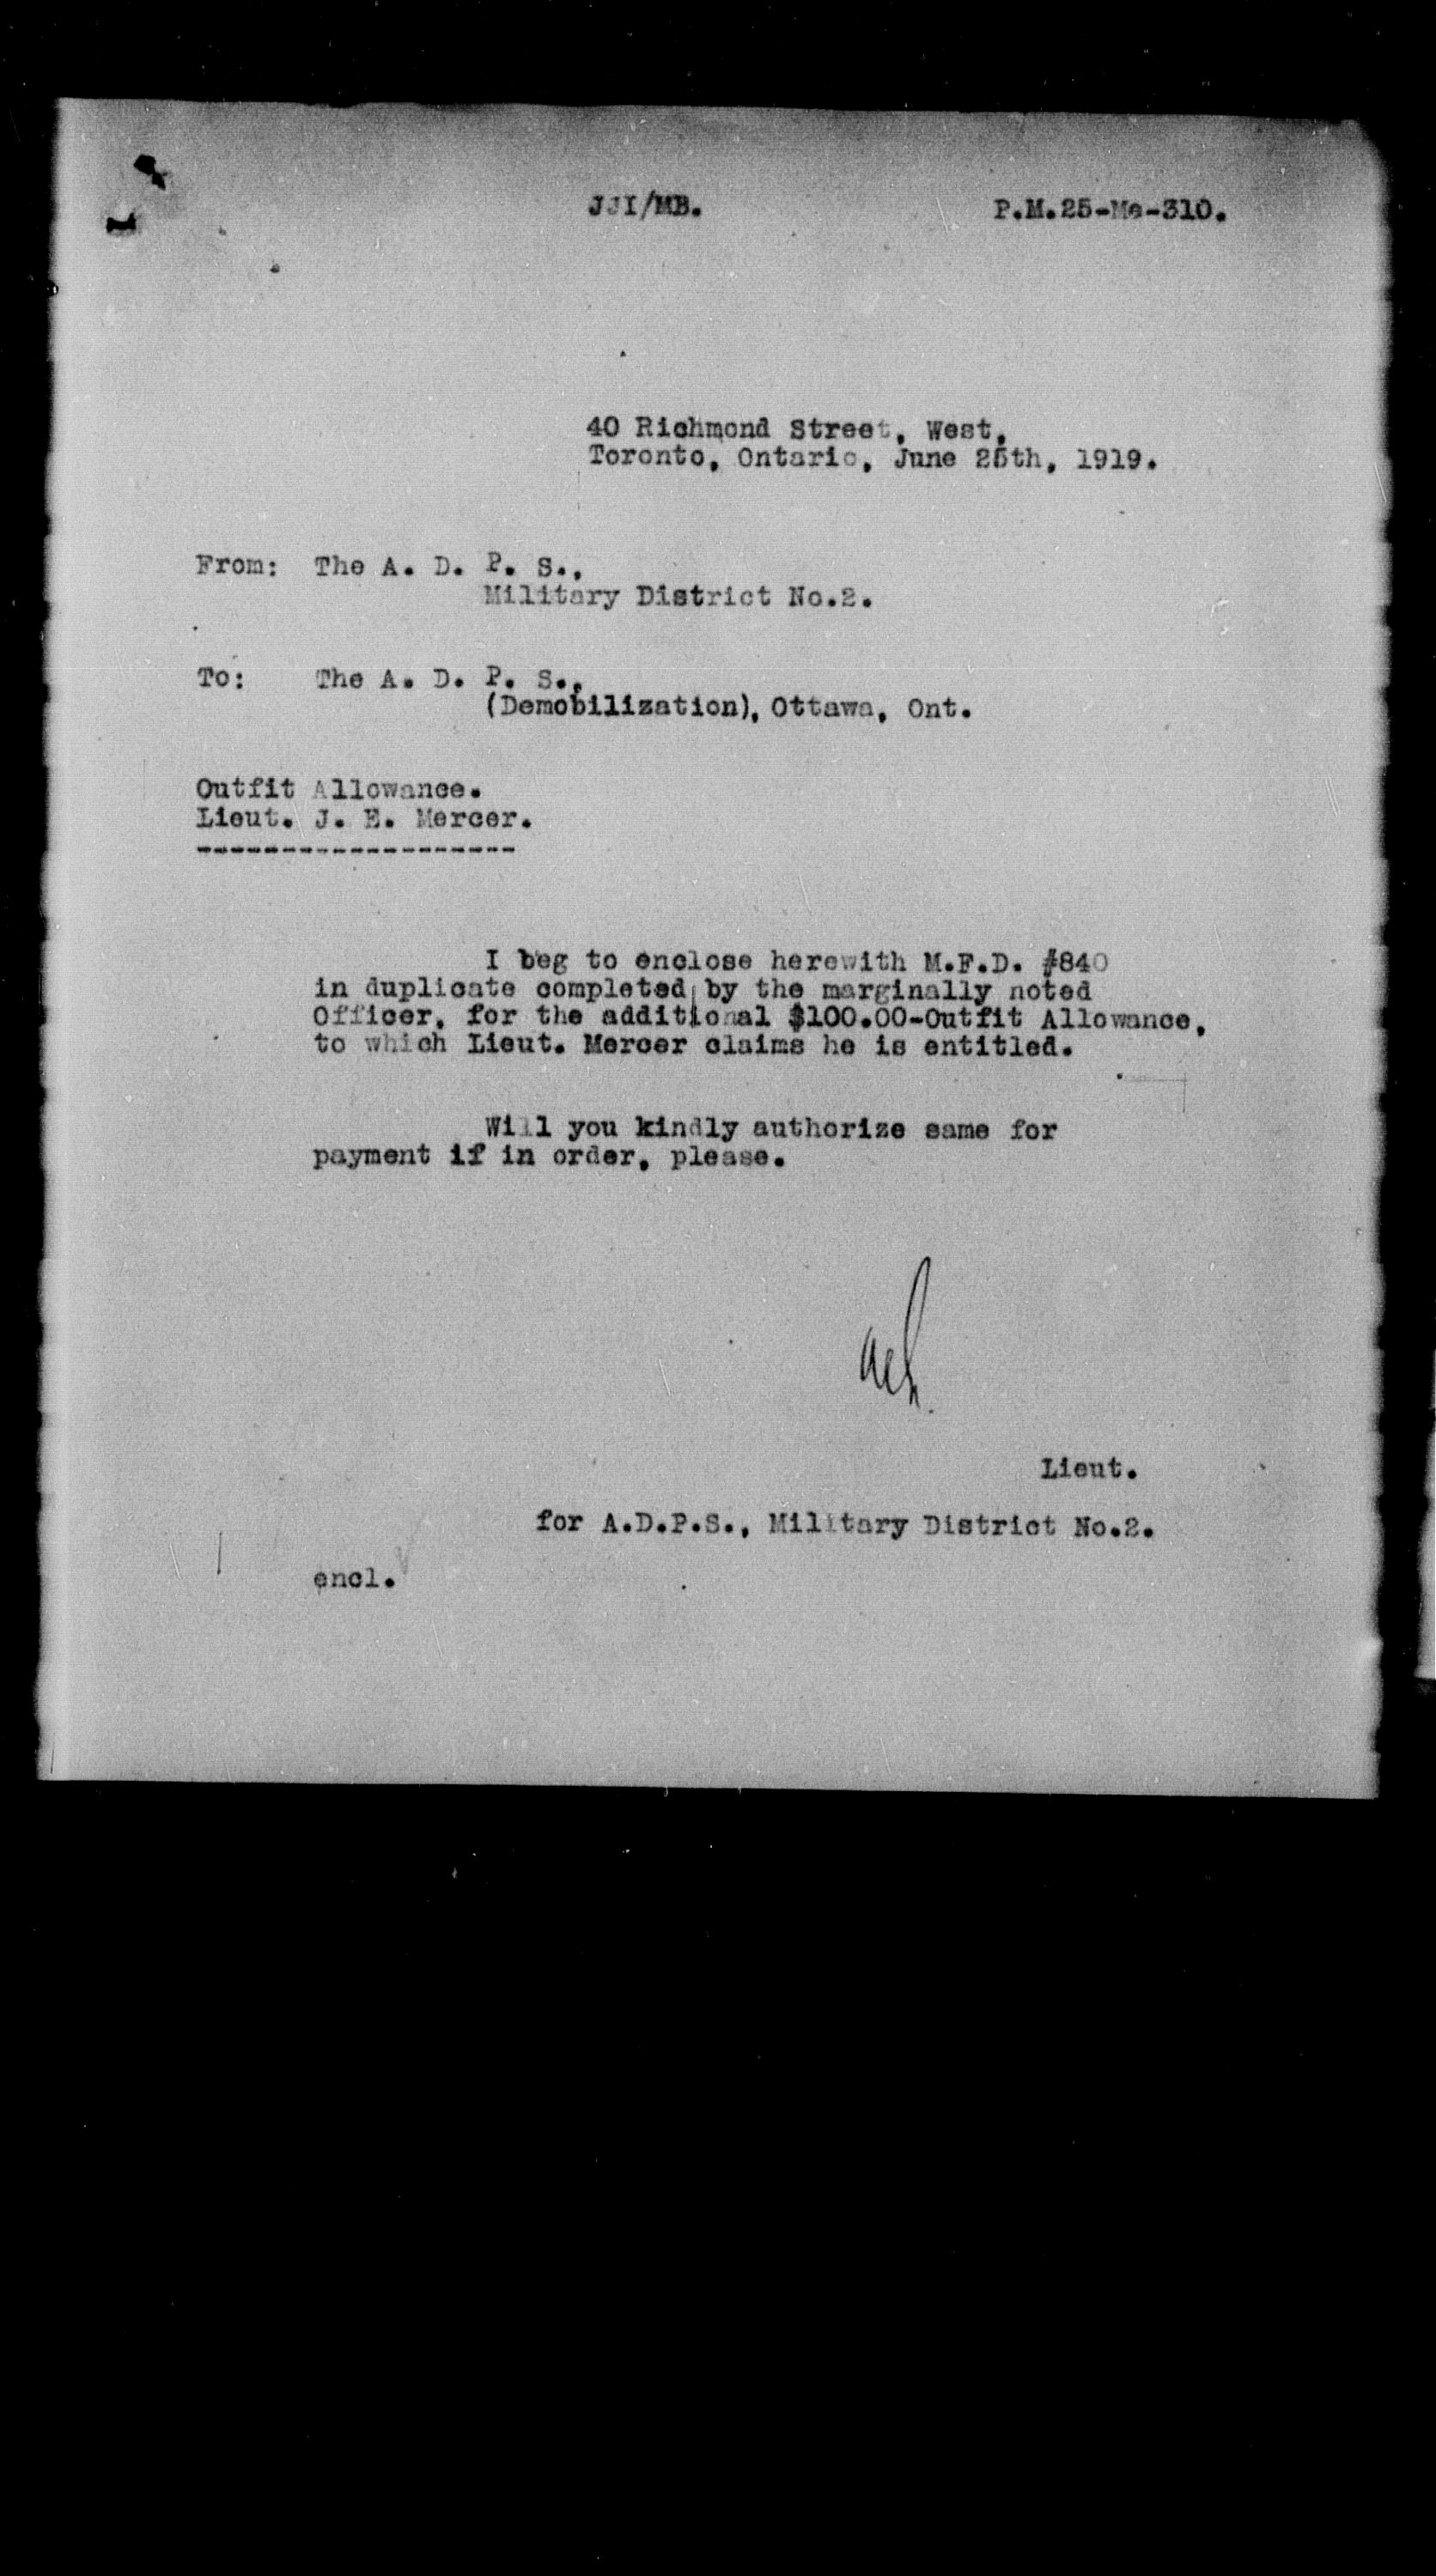 JJI/MB. P.M.25-Me-310.
40 Richmond Street, West,
Toronto, Ontario, June 25th, 1919.
From: The A. D. P. S.,
Military District No.2.
To: The A. D. P. S.,
(Demobilization), Ottawa, Ont.
Outfit Allowance.
Lieut. J. E. Mercer.
--------------------
I beg to enclose herewith M.F.D. #840
in duplicate completed by the marginally noted
Officer, for the additional $100.00-Outfit Allowance,
to which Lieut. Mercer claims he is entitled.
Will you kindly authorize same for
payment if in order, please.
Lieut.
for A.D.P.S., Military District No.2.
encl.